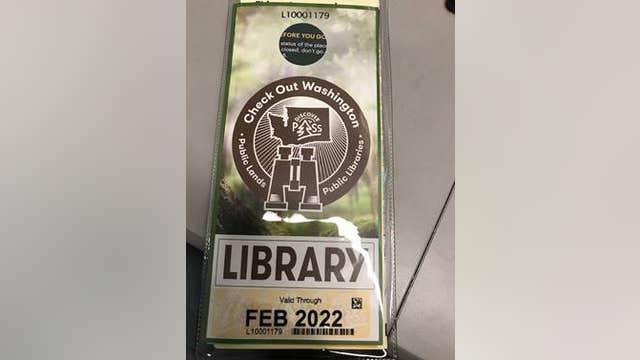 L10001179
FORE YOU GO
status of the place
closed, don't go
Check Out Washington
DISCOVER
PASS
• Public Lands
Public Libraries •
LIBRARY
Valid Through
FEB 2022
L10001179